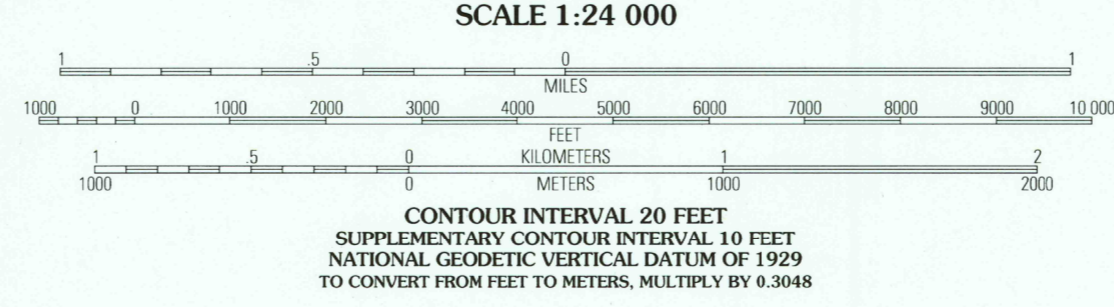 SCALE 1:24 000
1 .5 0 1
MILES
1000 0 1000 2000 3000 4000 5000 6000 7000 8000 9000 10 000
FEET
1 .5 0 KILOMETERS 1 2
1000 0 METERS 1000 2000
CONTOUR INTERVAL 20 FEET
SUPPLEMENTARY CONTOUR INTERVAL 10 FEET
NATIONAL GEODETIC VERTICAL DATUM OF 1929
TO CONVERT FROM FEET TO METERS, MULTIPLY BY 0.3048